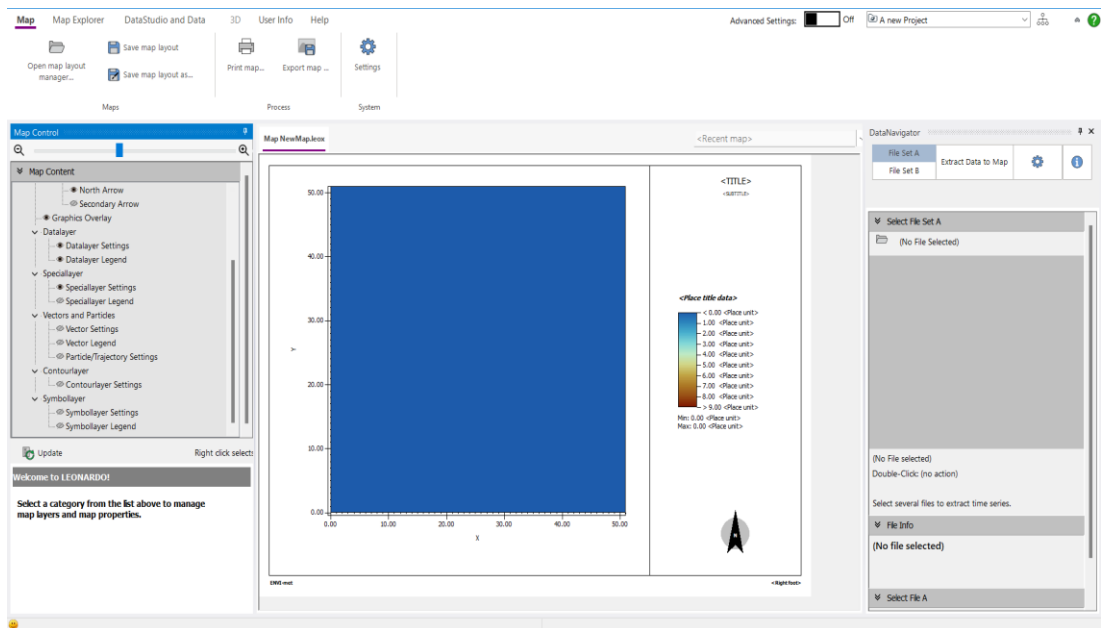 Map Map Explorer DataStudio and Data 3D User Info Help
Advanced Settings: Off A new Project
Open map layout manager...
Save map layout
Save map layout as...
Print map...
Export map ...
Settings
Maps Process System
Map Control
Map Content
North Arrow
Secondary Arrow
Graphics Overlay
Datalayer
Datalayer Settings
Datalayer Legend
Speciallayer
Speciallayer Settings
Speciallayer Legend
Vectors and Particles
Vector Settings
Vector Legend
Particle/Trajectory Settings
Contourlayer
Contourlayer Settings
Symbollayer
Symbollayer Settings
Symbollayer Legend
Update Right click selects
Welcome to LEONARDO!
Select a category from the list above to manage
map layers and map properties.
Map NewMap.leox
<Recent map>
<TITLE>
<SUBTITLE>
50.00
40.00
30.00
Y
20.00
10.00
0.00
0.00 10.00 20.00 30.00 40.00 50.00
X
<Place title data>
< 0.00 <Place unit>
1.00 <Place unit>
2.00 <Place unit>
3.00 <Place unit>
4.00 <Place unit>
5.00 <Place unit>
6.00 <Place unit>
7.00 <Place unit>
8.00 <Place unit>
> 9.00 <Place unit>
Min: 0.00 <Place unit>
Max: 0.00 <Place unit>
N
ENVI-met <Right foot>
DataNavigator
File Set A
File Set B
Extract Data to Map
Select File Set A
(No File Selected)
(No File selected)
Double-Click: (no action)
Select several files to extract time series.
File Info
(No file selected)
Select File A